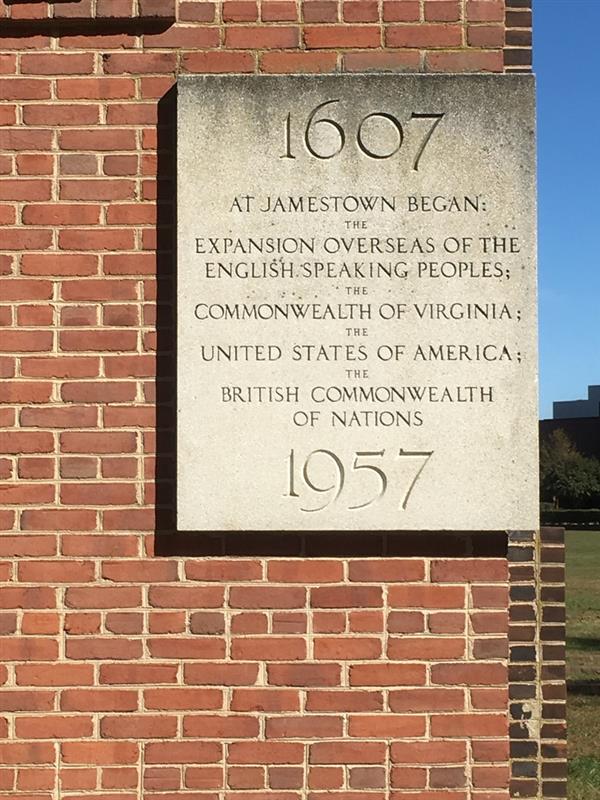 1607
AT JAMESTOWN BEGAN:
THE
EXPANSION OVERSEAS OF THE
ENGLISH SPEAKING PEOPLES;
THE
COMMONWEALTH OF VIRGINIA;
THE
UNITED STATES OF AMERICA;
THE
BRITISH COMMONWEALTH
OF NATIONS
1957